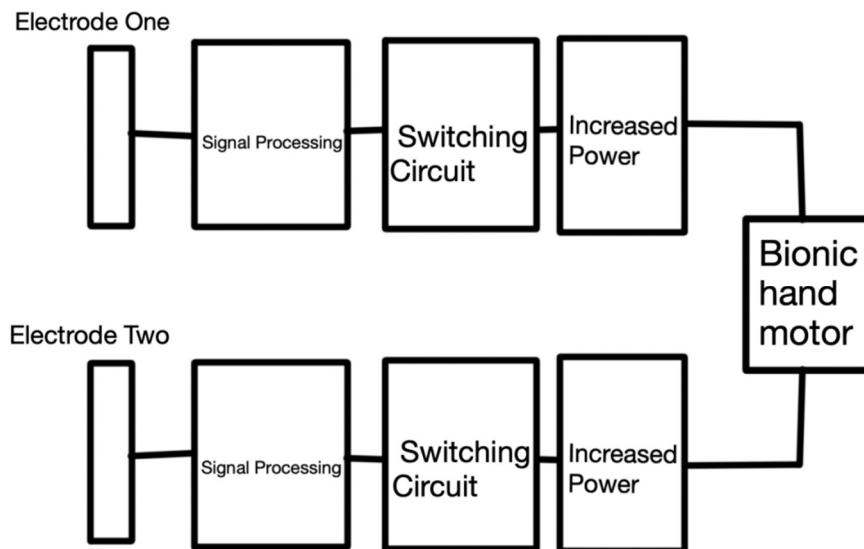 Electrode One
Signal Processing
Switching
Circuit
Increased
Power
Bionic
hand
motor
Electrode Two
Signal Processing
Switching
Circuit
Increased
Power